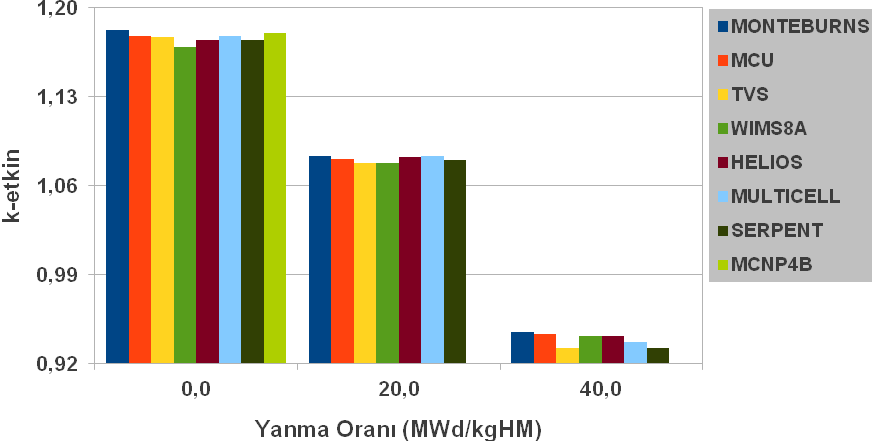 1,20
1,13
1,06
0,99
0,92
k-etkin
0,0
20,0
40,0
Yanma Oranı (MWd/kgHM)
MONTEBURNS
MCU
TVS
WIMS8A
HELIOS
MULTICELL
SERPENT
MCNP4B